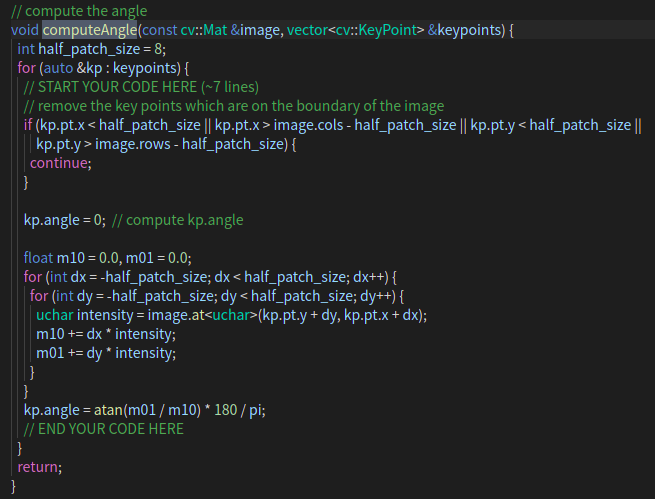 // compute the angle
void computeAngle(const cv::Mat &image, vector<cv::KeyPoint> &keypoints) {
int half_patch_size = 8;
for (auto &kp : keypoints) {
// START YOUR CODE HERE (~7 lines)
// remove the key points which are on the boundary of the image
if (kp.pt.x < half_patch_size || kp.pt.x > image.cols - half_patch_size || kp.pt.y < half_patch_size ||
kp.pt.y > image.rows - half_patch_size) {
continue;
}
kp.angle = 0; // compute kp.angle
float m10 = 0.0, m01 = 0.0;
for (int dx = -half_patch_size; dx < half_patch_size; dx++) {
for (int dy = -half_patch_size; dy < half_patch_size; dy++) {
uchar intensity = image.at<uchar>(kp.pt.y + dy, kp.pt.x + dx);
m10 += dx * intensity;
m01 += dy * intensity;
}
}
kp.angle = atan(m01 / m10) * 180 / pi;
// END YOUR CODE HERE
}
return;
}